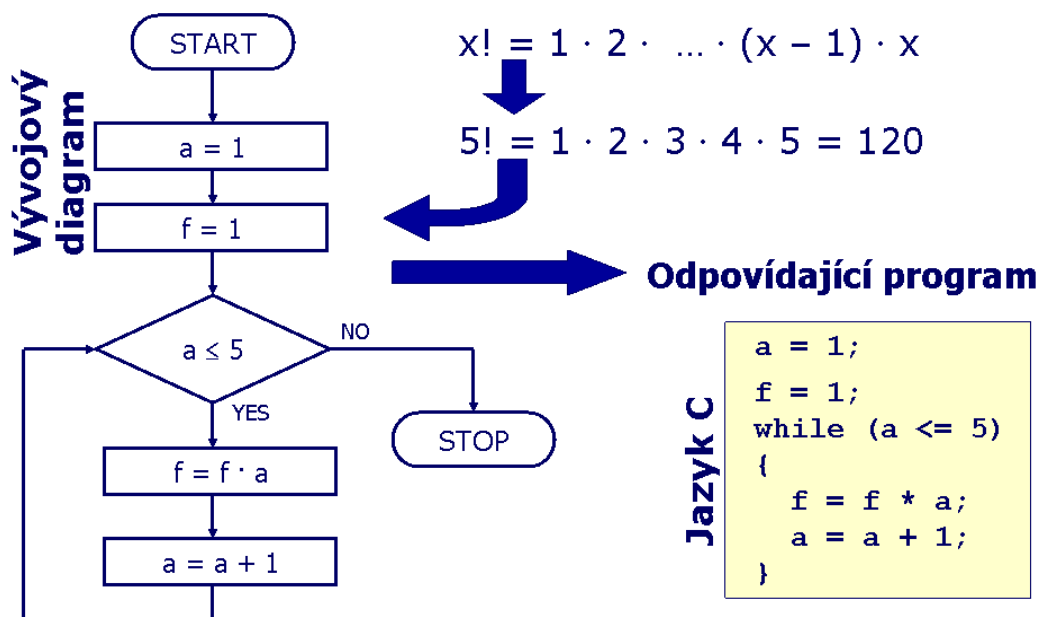 START
a = 1
f = 1
a ≤ 5
NO
YES
STOP
f = f · a
a = a + 1
Vývojový
diagram
x! = 1 · 2 · … · (x – 1) · x
5! = 1 · 2 · 3 · 4 · 5 = 120
Odpovídající program
Jazyk C
a = 1;
f = 1;
while (a <= 5)
{
f = f * a;
a = a + 1;
}